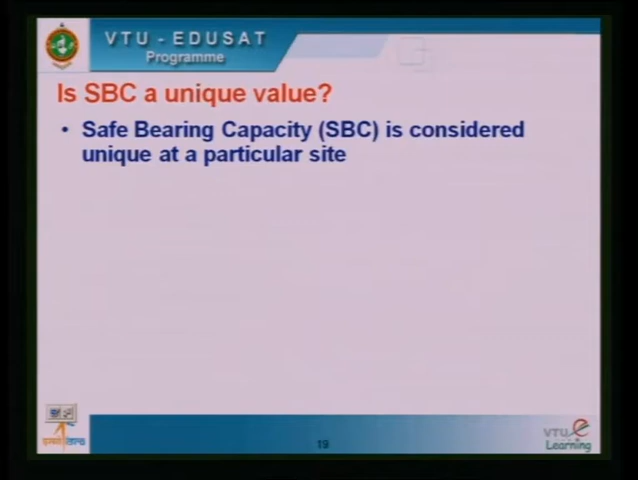 VTU - EDUSAT
Programme
Is SBC a unique value?
• Safe Bearing Capacity (SBC) is considered
unique at a particular site
19
VTU e
Learning